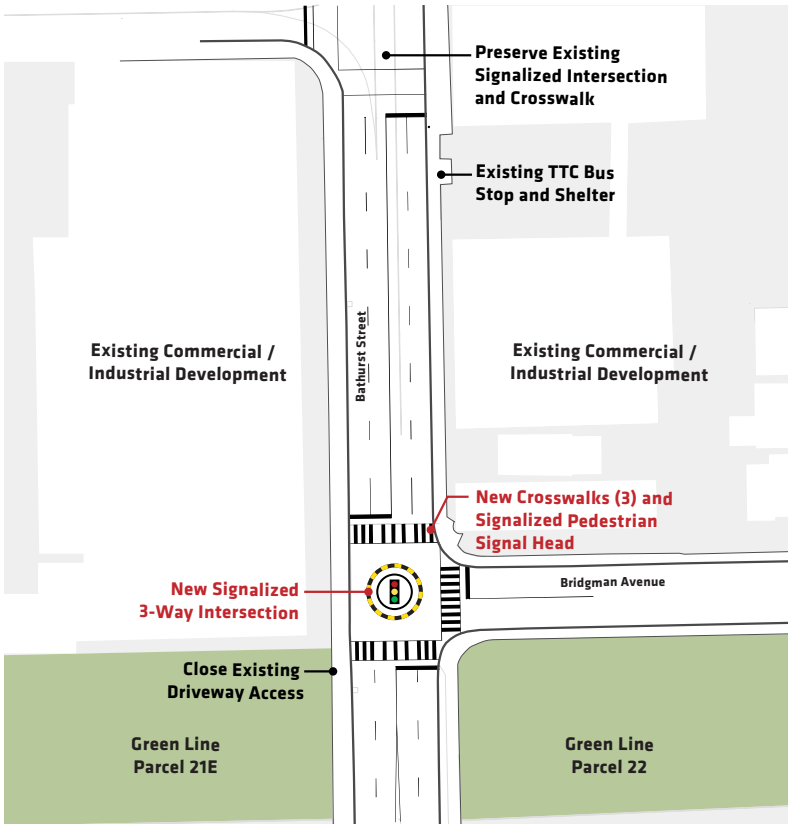 Preserve Existing
Signalized Intersection
and Crosswalk
Existing TTC Bus
Stop and Shelter
Bathurst Street
Existing Commercial /
Industrial Development
Existing Commercial /
Industrial Development
New Crosswalks (3) and
Signalized Pedestrian
Signal Head
New Signalized
3-Way Intersection
Bridgman Avenue
Close Existing
Driveway Access
Green Line
Parcel 21E
Green Line
Parcel 22